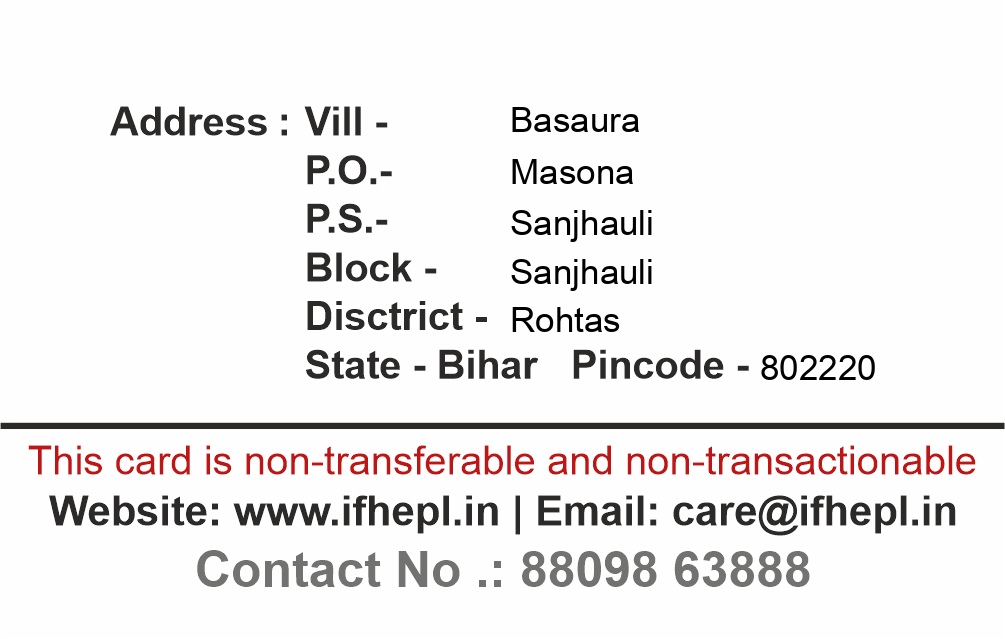 Address : Vill - Basaura
P.O.- Masona
P.S.- Sanjhauli
Block - Sanjhauli
Disctrict - Rohtas
State - Bihar Pincode - 802220
This card is non-transferable and non-transactionable
Website: www.ifhepl.in | Email: care@ifhepl.in
Contact No .: 88098 63888